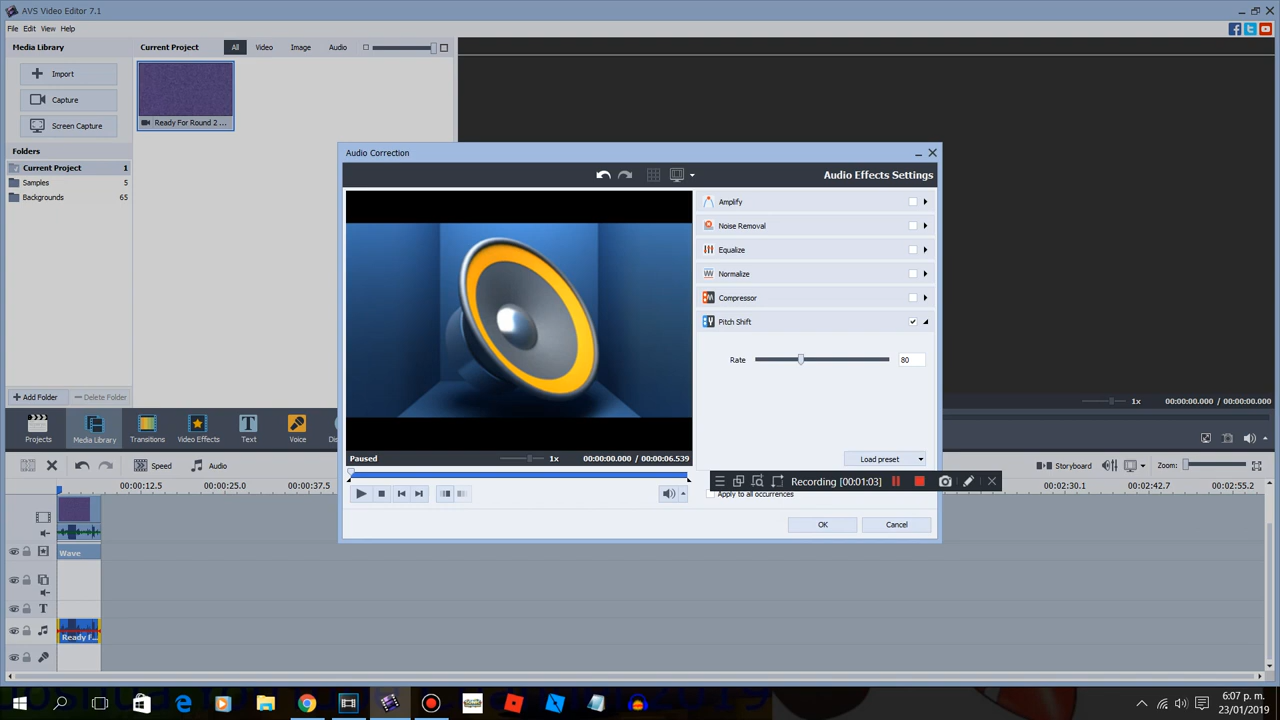 AVS Video Editor 7.1
File Edit View Help
Media Library
Current Project
All Video Image Audio
Import
Capture
Screen Capture
Ready For Round 2 ...
Folders
Current Project 1
Samples 5
Backgrounds 65
Audio Correction
Audio Effects Settings
Amplify
Noise Removal
Equalize
Normalize
Compressor
Pitch Shift
Rate 80
Load preset
Paused 1x 00:00:00.000 / 00:00:06.539
Recording [00:01:03]
Apply to all occurrences
OK Cancel
Add Folder Delete Folder
1x 00:00:00.000 / 00:00:00.000
Projects Media Library Transitions Video Effects Text Voice
Speed Audio
Storyboard Zoom:
00:00:12.5 00:00:25.0 00:00:37.5 00:02:30.1 00:02:42.7 00:02:55.2
Wave
Ready F...
6:07 p. m.
23/01/2019